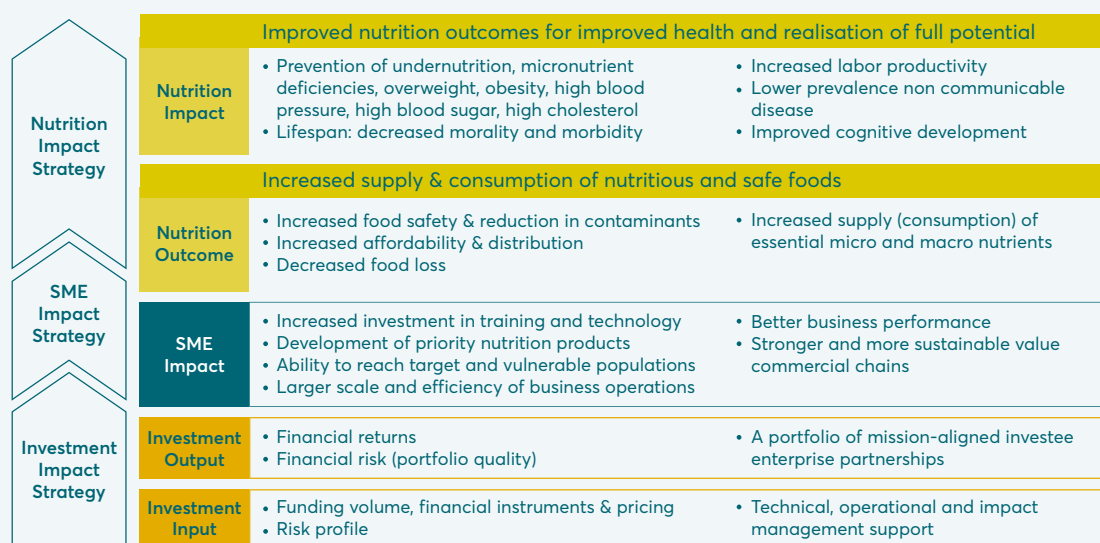 Nutrition
Impact
Strategy
SME
Impact
Strategy
Investment
Impact
Strategy
Improved nutrition outcomes for improved health and realisation of full potential
Nutrition
Impact
• Prevention of undernutrition, micronutrient
deficiencies, overweight, obesity, high blood
pressure, high blood sugar, high cholesterol
• Lifespan: decreased morality and morbidity
• Increased labor productivity
• Lower prevalence non communicable
disease
• Improved cognitive development
Increased supply & consumption of nutritious and safe foods
Nutrition
Outcome
• Increased food safety & reduction in contaminants
• Increased affordability & distribution
• Decreased food loss
• Increased supply (consumption) of
essential micro and macro nutrients
SME
Impact
• Increased investment in training and technology
• Development of priority nutrition products
• Ability to reach target and vulnerable populations
• Larger scale and efficiency of business operations
• Better business performance
• Stronger and more sustainable value
commercial chains
Investment
Output
• Financial returns
• Financial risk (portfolio quality)
• A portfolio of mission-aligned investee
enterprise partnerships
Investment
Input
• Funding volume, financial instruments & pricing
• Risk profile
• Technical, operational and impact
management support